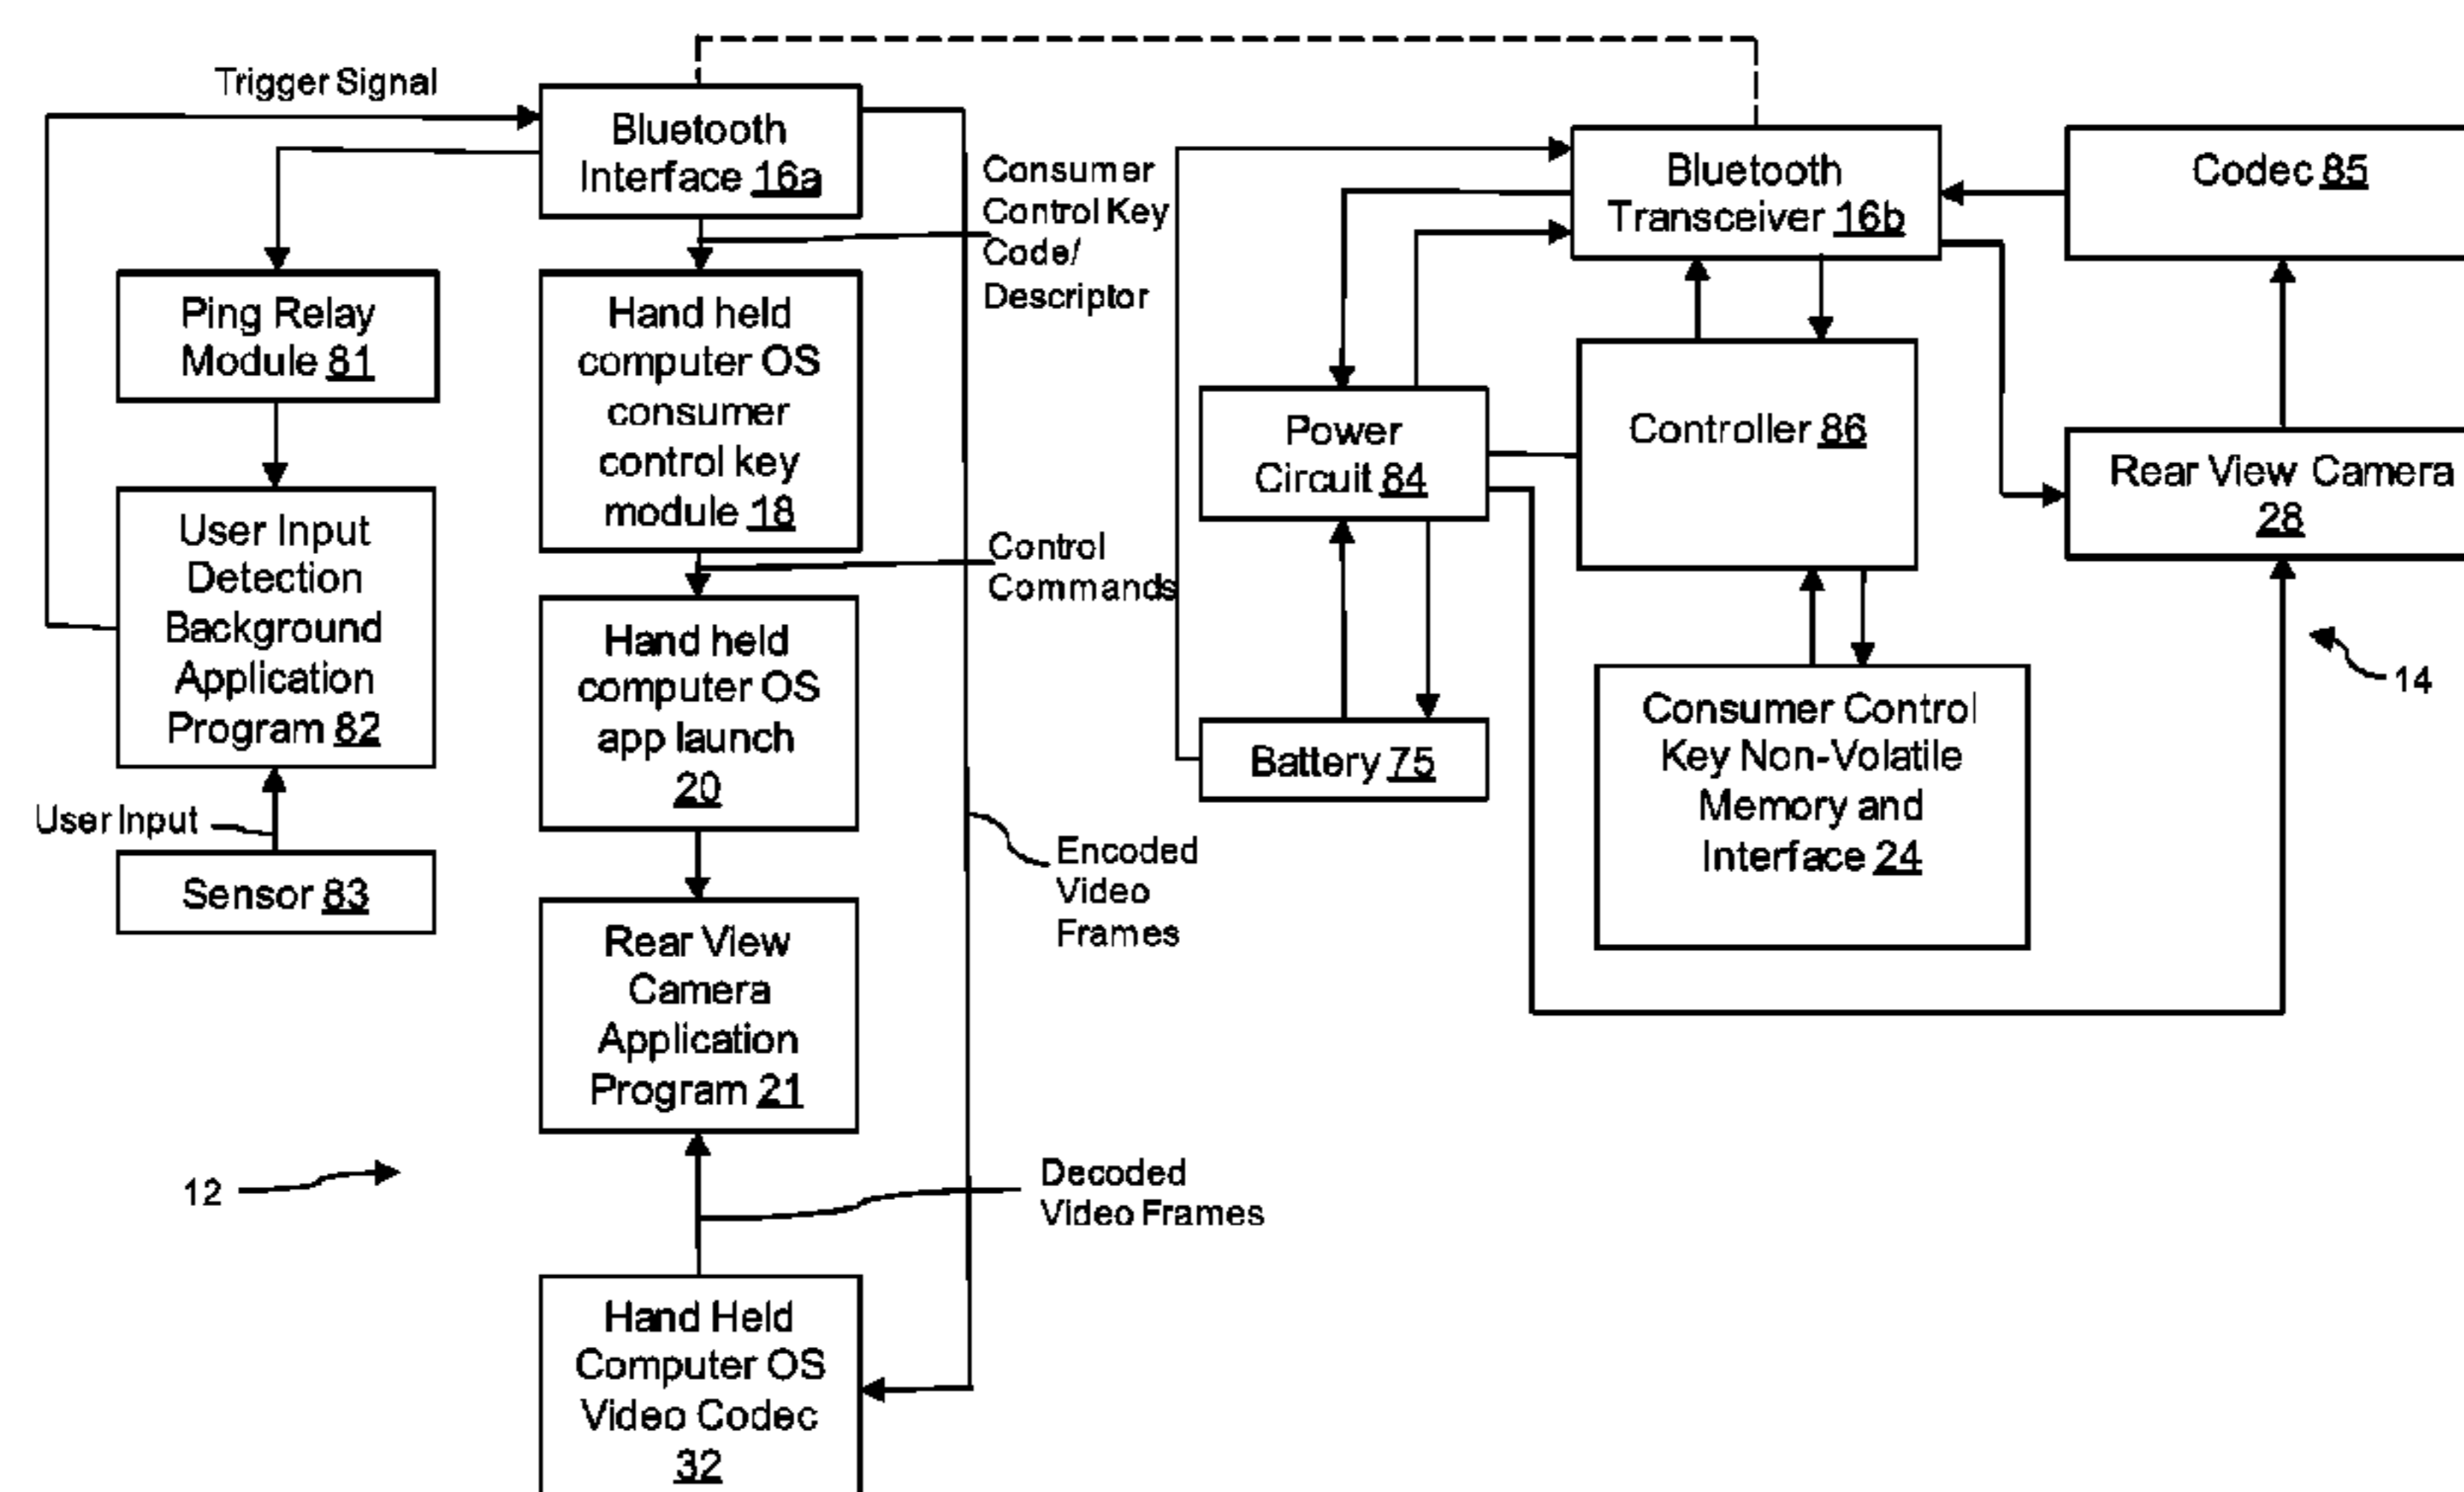 Trigger Signal
Bluetooth
Interface 16a
Ping Relay
Module 81
User Input
Detection
Background
Application
Program 82
User Input
Sensor 83
12
Consumer
Control Key
Code/
Descriptor
Hand held
computer OS
consumer
control key
module 18
Control
Commands
Hand held
computer OS
app launch
20
Encoded
Video
Frames
Rear View
Camera
Application
Program 21
Decoded
Video Frames
Hand Held
Computer OS
Video Codec
32
Bluetooth
Transceiver 16b
Codec 85
Power
Circuit 84
Controller 86
Rear View Camera
28
Battery 75
Consumer Control
Key Non-Volatile
Memory and
Interface 24
14